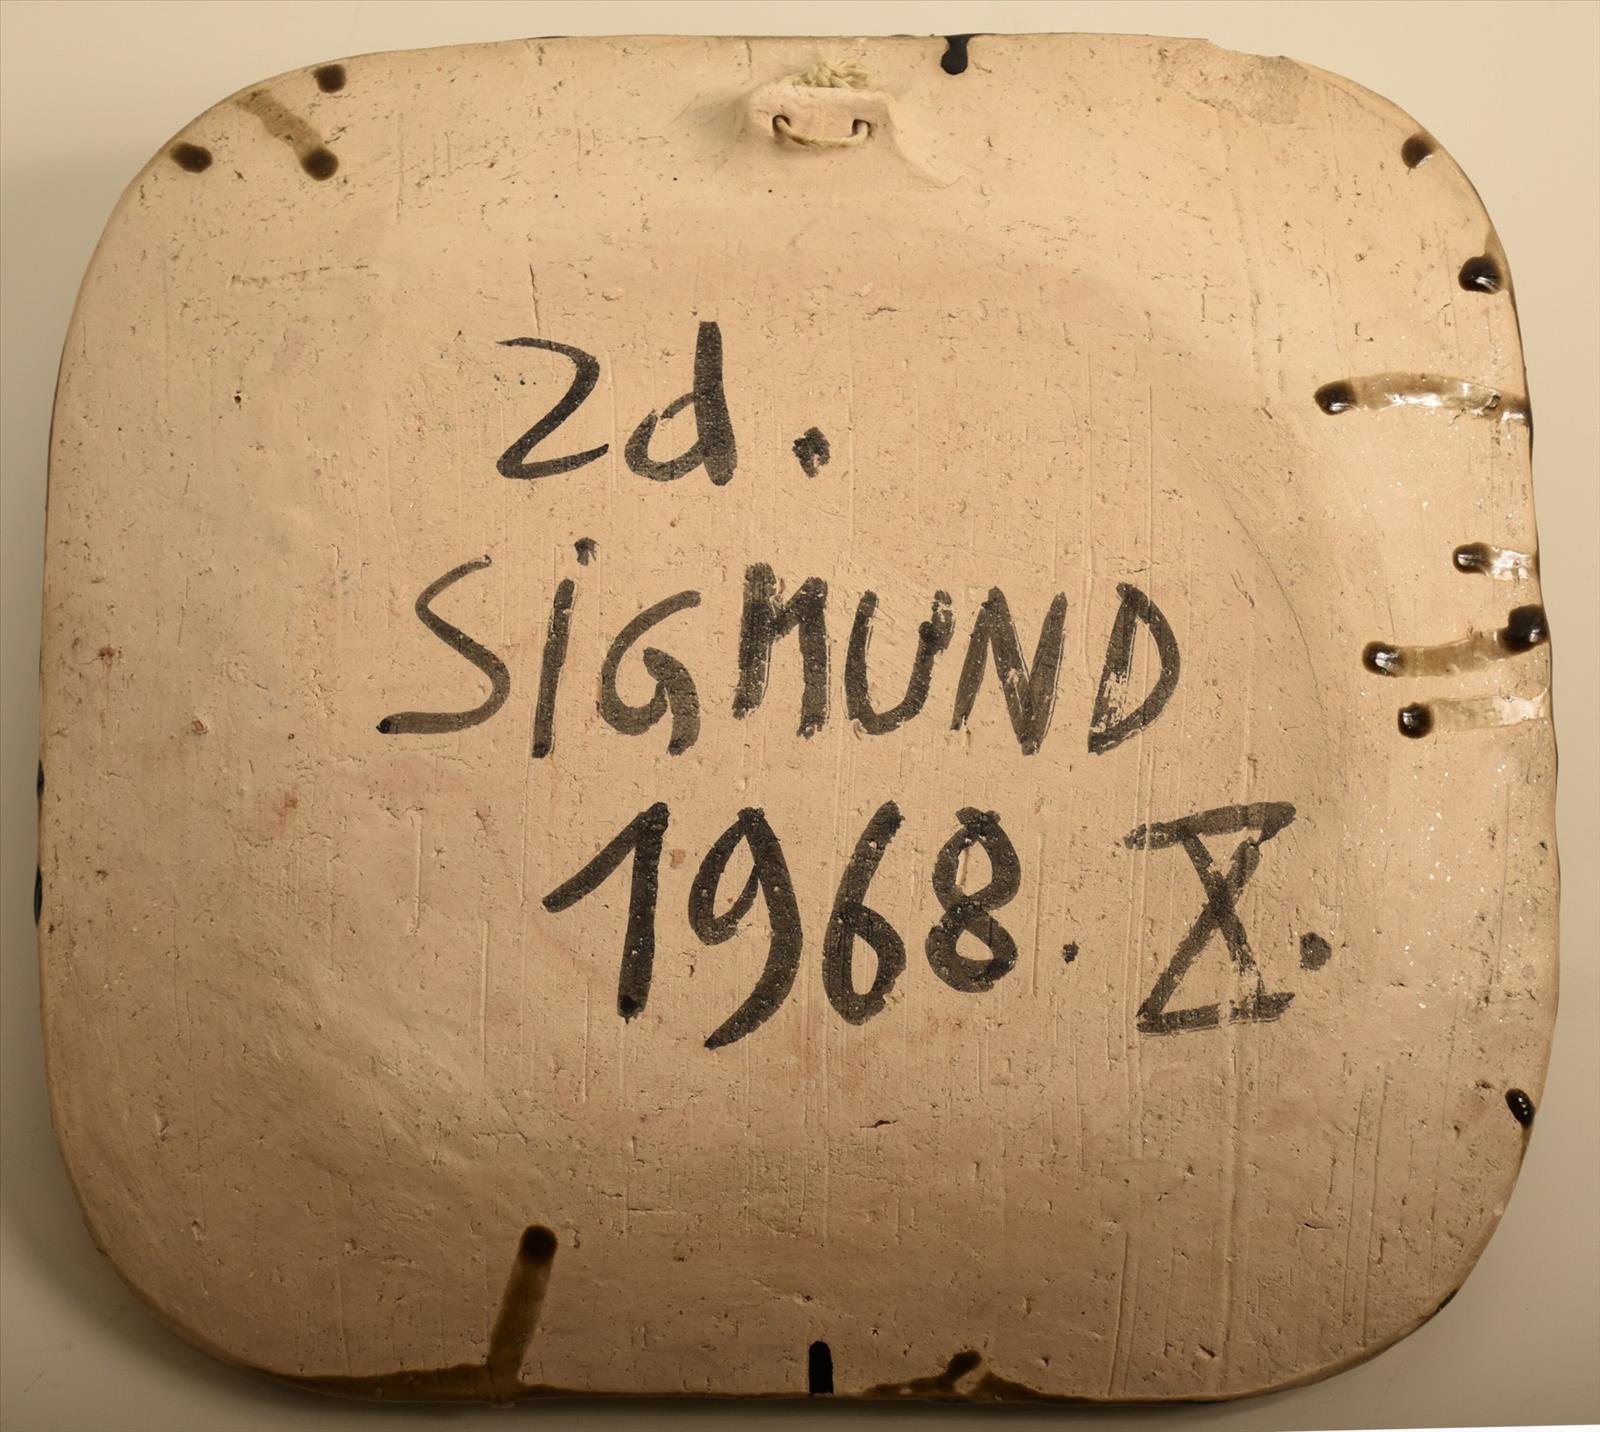 Zd.
SiGMUND
1968. X.